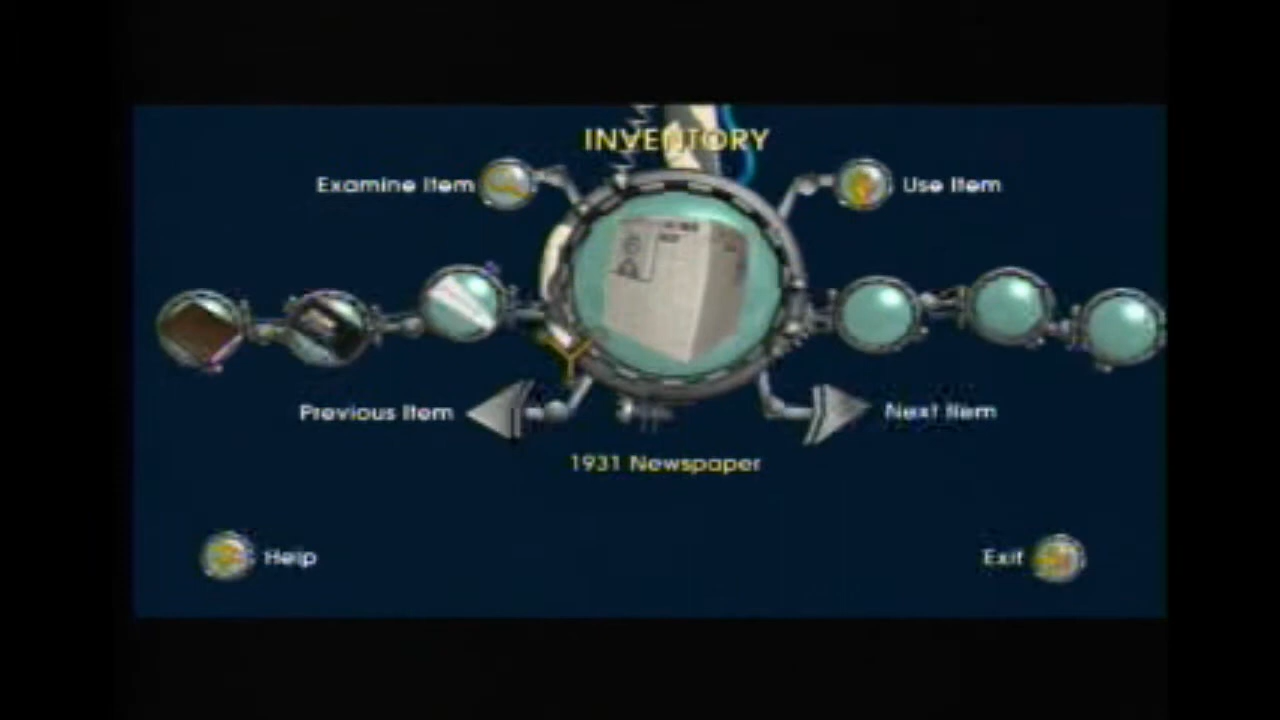 INVENTORY
Examine Item
Use Item
Previous Item
Next Item
1931 Newspaper
Help
Exit